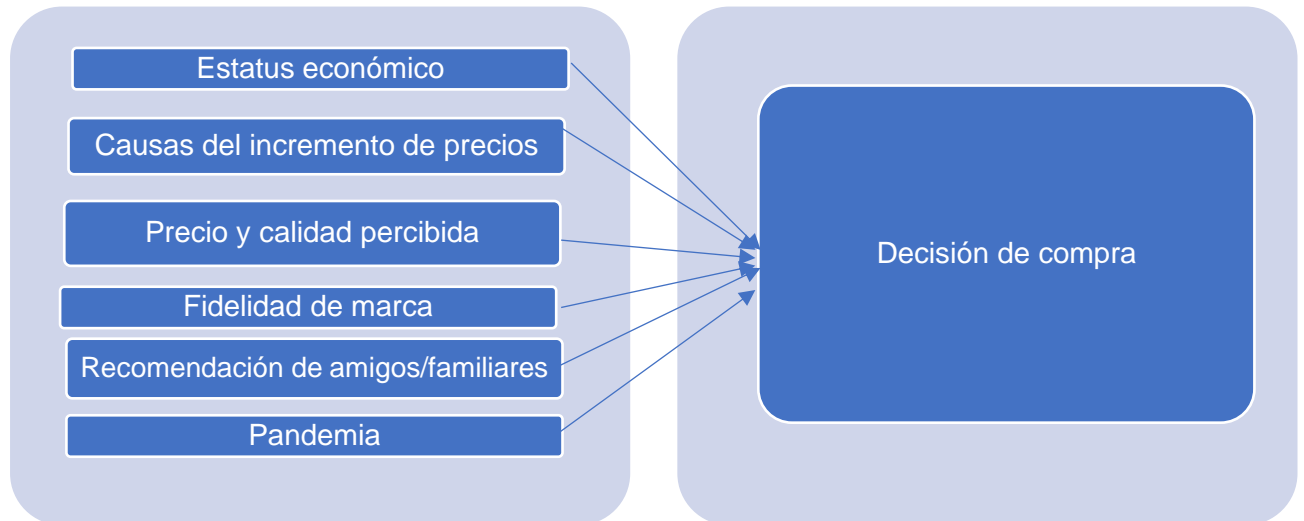 Estatus económico
Causas del incremento de precios
Precio y calidad percibida
Fidelidad de marca
Recomendación de amigos/familiares
Pandemia
Decisión de compra